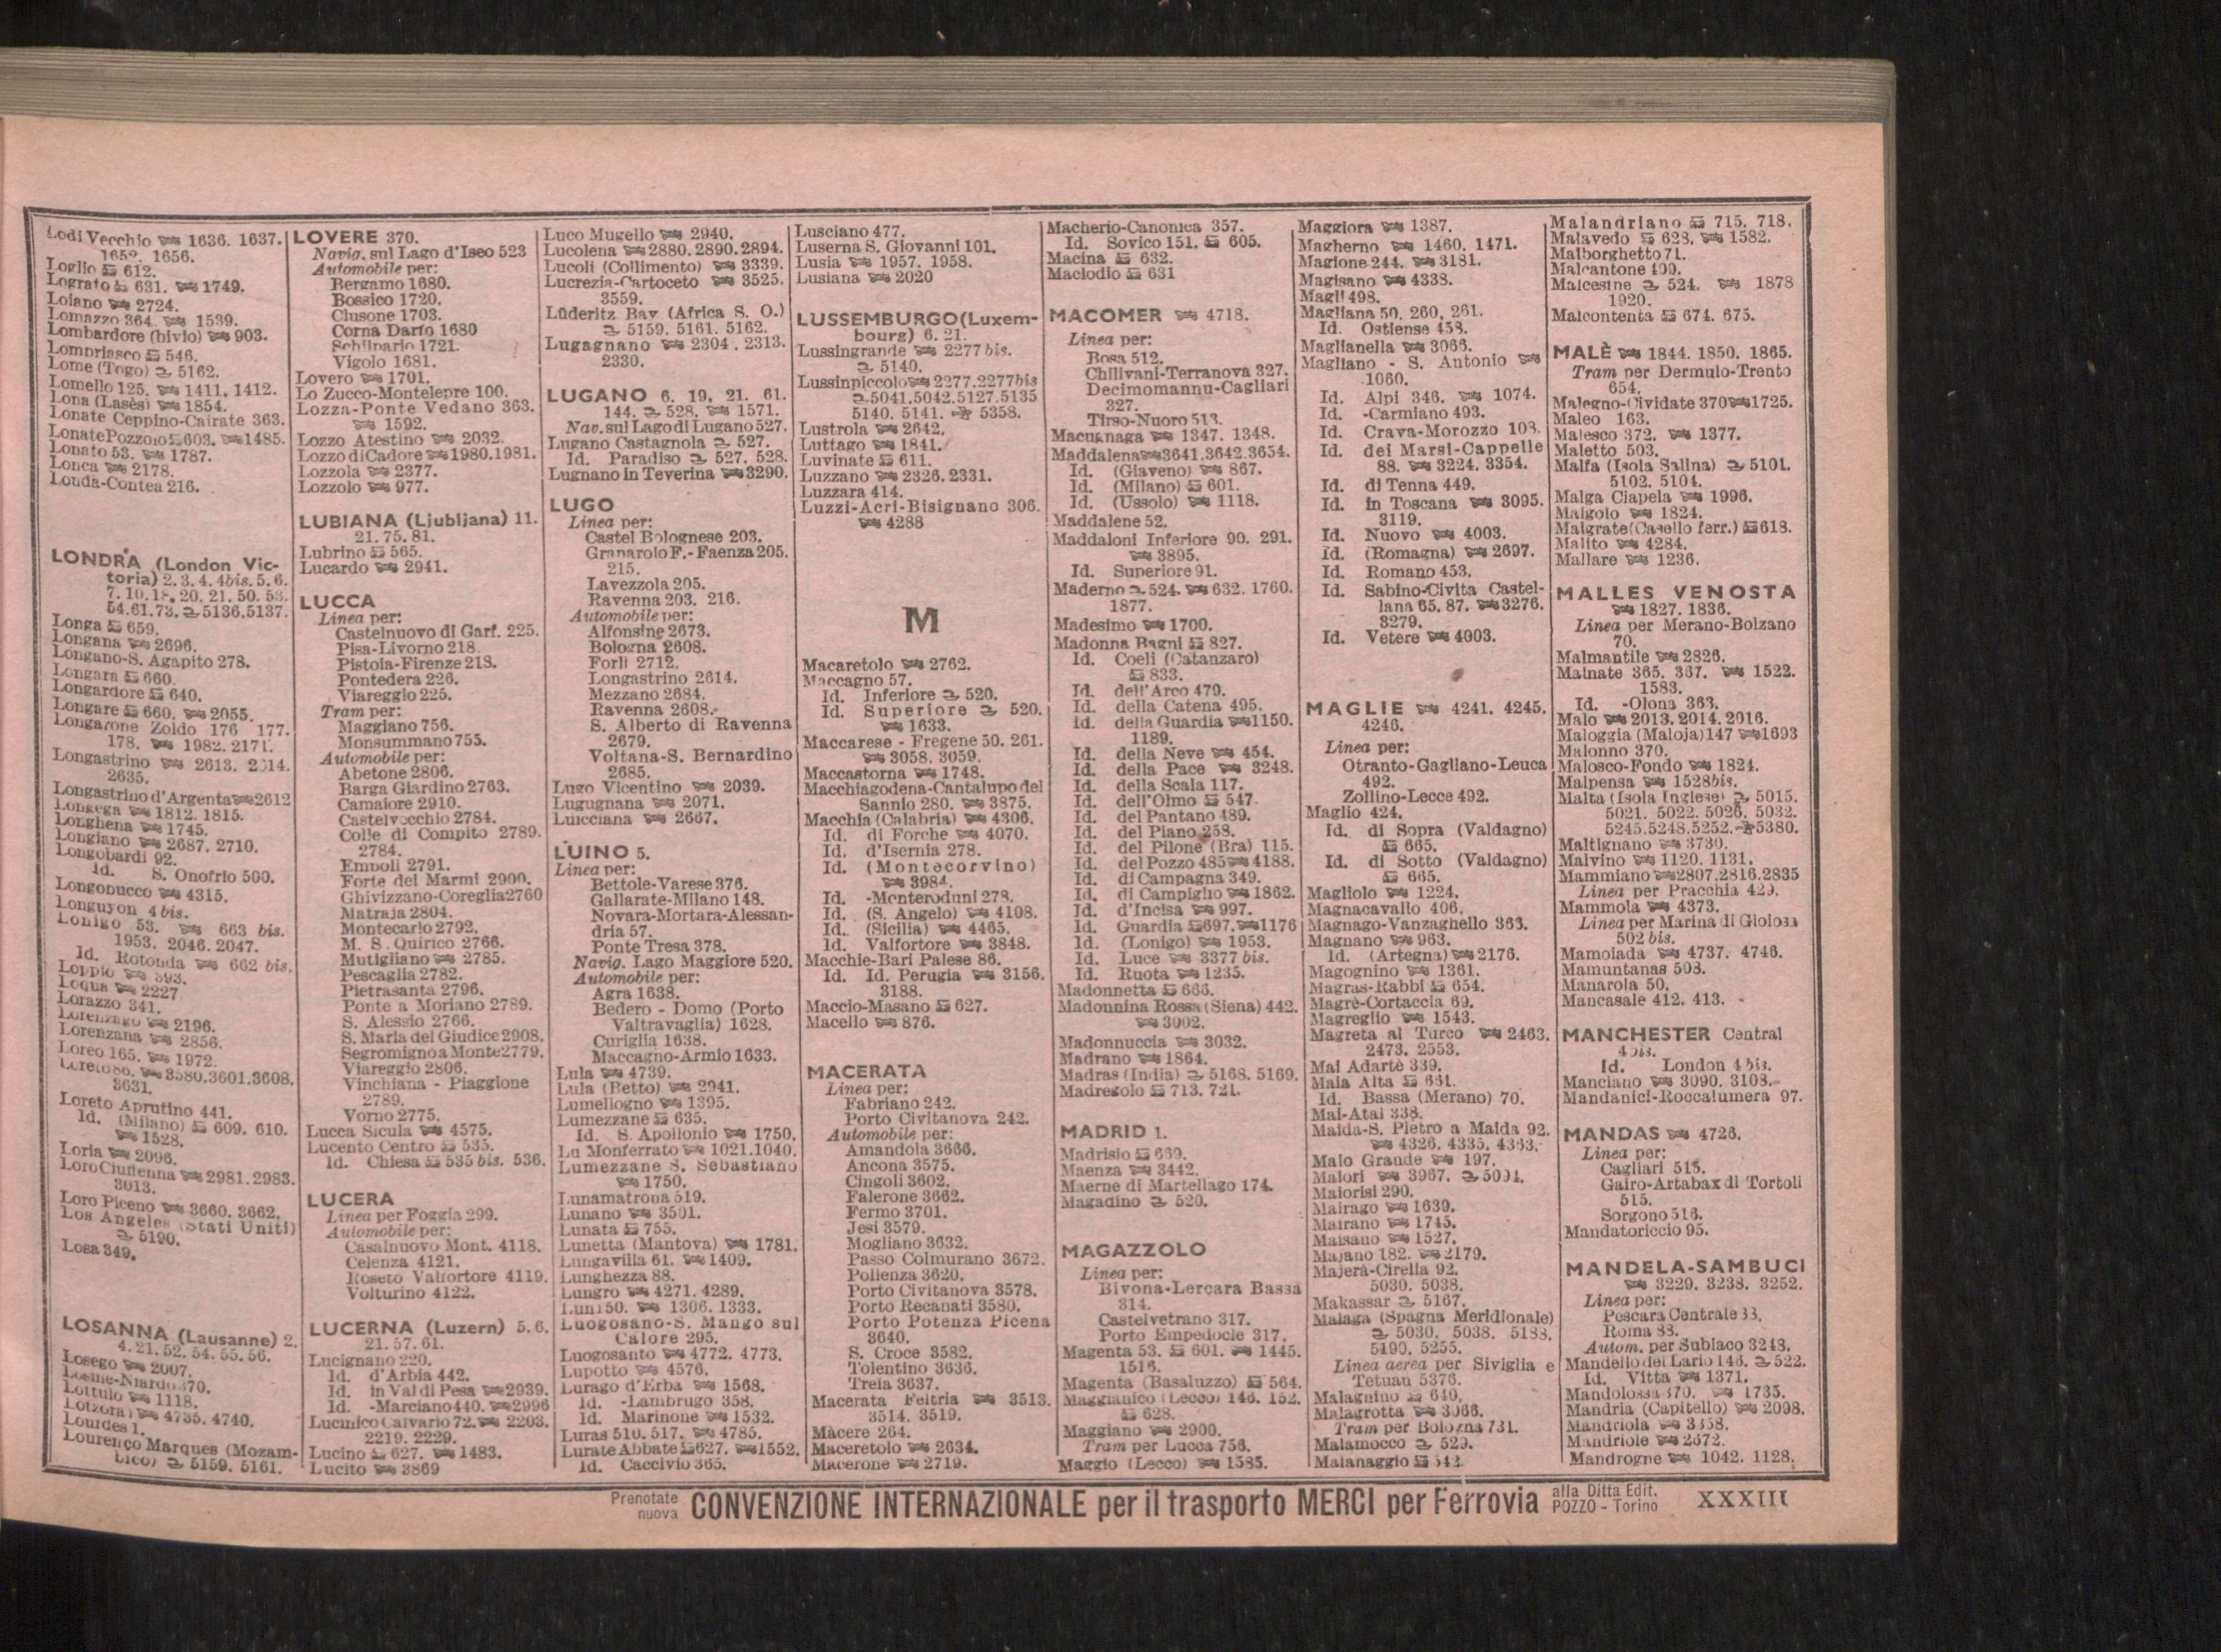 Lodi Vecchio 1636. 1637.
1652. 1656.
Loglio 612.
Lograto 631. 1749.
Loiano 2724.
Lomazzo 364. 1539.
Lombardore (bivio) 903.
Lombriasco 546.
Lome (Togo) 5162.
Lomello 125. 1411. 1412.
Lona (Lasès) 1854.
Lonate Ceppino-Cairate 363.
Lonate Pozzolo 603. 1485.
Lonato 53. 1787.
Lonca 2178.
Londa-Contea 216.
LONDRA (London Vic-
toria) 2. 3. 4. 4bis. 5. 6.
7. 10. 18. 20. 21. 50. 53.
54. 61. 73. 5136. 5137.
Longa 659.
Longana 2696.
Longano-S. Agapito 278.
Longara 660.
Longardore 640.
Longare 660. 2055.
Longarone Zoldo 176 177.
178. 1982. 2171.
Longastrino 2613. 2614.
2635.
Longastrino d'Argenta 2612
Longega 1812. 1815.
Longhena 1745.
Longiano 2687. 2710.
Longobardi 92.
Id. S. Onofrio 500.
Longobucco 4315.
Longuyon 4bis.
Lonigo 53. 663 bis.
1953. 2046. 2047.
Id. Rotonda 662 bis.
Loppio 393.
Loqua 2227
Lorazzo 341.
Lorenzago 2196.
Lorenzana 2856.
Loreo 165. 1972.
Loreto 86. 3580. 3601. 3608.
3631.
Loreto Aprutino 441.
Id. (Milano) 609. 610.
1528.
Loria 2096.
Loro Ciuffenna 2981. 2983.
3013.
Loro Piceno 3660. 3662.
Los Angeles (Stati Uniti)
5190.
Losa 349.
LOSANNA (Lausanne) 2.
4. 21. 52. 54. 55. 56.
Losego 2007.
Losine-Niardo 370.
Lottulo 1118.
Lotzorai 4735. 4740.
Lourdes 1.
Lourenço Marques (Mozam-
bico) 5159. 5161.
LOVERE 370.
Navig. sul Lago d'Iseo 523
Automobile per:
Bergamo 1680.
Bossico 1720.
Clusone 1703.
Corna Darfo 1680
Schilpario 1721.
Vigolo 1681.
Lovero 1701.
Lo Zucco-Montelepre 100.
Lozza-Ponte Vedano 363.
1592.
Lozzo Atestino 2032.
Lozzo di Cadore 1980. 1981.
Lozzola 2377.
Lozzolo 977.
LUBIANA (Ljubljana) 11.
21. 75. 81.
Lubrino 565.
Lucardo 2941.
LUCCA
Linea per:
Castelnuovo di Garf. 225.
Pisa-Livorno 218.
Pistoia-Firenze 218.
Pontedera 226.
Viareggio 225.
Tram per:
Maggiano 756.
Monsummano 755.
Automobile per:
Abetone 2806.
Barga Giardino 2763.
Camaiore 2910.
Castelvecchio 2784.
Colle di Compito 2789.
2784.
Empoli 2791.
Forte dei Marmi 2900.
Ghivizzano-Coreglia 2760
Matraja 2804.
Montecarlo 2792.
M. S. Quirico 2766.
Mutigliano 2785.
Pescaglia 2782.
Pietrasanta 2796.
Ponte a Moriano 2789.
S. Alessio 2766.
S. Maria del Giudice 2908.
Segromigno a Monte 2779.
Viareggio 2806.
Vinchiana - Piaggione
2789.
Vorno 2775.
Lucca Sicula 4575.
Lucento Centro 535.
Id. Chiesa 535 bis. 536.
LUCERA
Linea per Foggia 299.
Automobile per:
Casalnuovo Mont. 4118.
Celenza 4121.
Roseto Valfortore 4119.
Volturino 4122.
LUCERNA (Luzern) 5. 6.
21. 57. 61.
Lucignano 220.
Id. d'Arbia 442.
Id. in Val di Pesa 2939.
Id. -Marciano 440. 2996
Lucinico Calvario 72. 2203.
2219. 2229.
Lucino 627. 1483.
Lucito 3869
Luco Mugello 2940.
Lucolena 2880. 2890. 2894.
Lucoli (Collimento) 3339.
Lucrezia-Cartoceto 3525.
3559.
Lüderitz Bay (Africa S. O.)
5159. 5161. 5162.
Lugagnano 2304. 2313.
2330.
LUGANO 6. 19. 21. 61.
144. 528. 1571.
Nav. sul Lago di Lugano 527.
Lugano Castagnola 527.
Id. Paradiso 527. 528.
Lugnano in Teverina 3290.
LUGO
Linea per:
Castel Bolognese 203.
Granarolo F.-Faenza 205.
215.
Lavezzola 205.
Ravenna 203. 216.
Automobile per:
Alfonsine 2673.
Bologna 2608.
Forlì 2712.
Longastrino 2614.
Mezzano 2684.
Ravenna 2608.
S. Alberto di Ravenna
2679.
Voltana-S. Bernardino
2685.
Lugo Vicentino 2039.
Lugugnana 2071.
Luicciana 2667.
LUINO 5.
Linea per:
Bettole-Varese 376.
Gallarate-Milano 148.
Novara-Mortara-Alessan-
dria 57.
Ponte Tresa 378.
Navig. Lago Maggiore 520.
Automobile per:
Agra 1638.
Bedero - Domo (Porto
Valtravaglia) 1628.
Curiglia 1638.
Maccagno-Armio 1633.
Lula 4739.
Lula (Betto) 2941.
Lumellogno 1395.
Lumezzane 635.
Id. S. Apollonio 1750.
Lu Monferrato 1021. 1040.
Lumezzane S. Sebastiano
1750.
Lunamatrona 519.
Lunano 3501.
Lunata 755.
Lunetta (Mantova) 1781.
Lungavilla 61. 1409.
Lunghezza 88.
Lungro 4271. 4289.
Luni 50. 1306. 1333.
Luogosano-S. Mango sul
Calore 295.
Luogosanto 4772. 4773.
Lupotto 4576.
Lurago d'Erba 1568.
Id. -Lambrugo 358.
Id. Marinone 1532.
Luras 510. 517. 4785.
Lurate Abbate 627. 1552.
Id. Caccivio 365.
Lusciano 477.
Luserna S. Giovanni 101.
Lusia 1957. 1958.
Lusiana 2020
LUSSEMBURGO (Luxem-
bourg) 6. 21.
Lussingrande 2277 bis.
5140.
Lussinpiccolo 2277. 2277bis
5041. 5042. 5127. 5135
5140. 5141. 5358.
Lustrola 2642.
Luttago 1841.
Luvinate 611.
Luzzano 2326. 2331.
Luzzara 414.
Luzzi-Acri-Bisignano 306.
4288
M
Macaretolo 2762.
Maccagno 57.
Id. Inferiore 520.
Id. Superiore 520.
1633.
Maccarese - Fregene 50. 261.
3058. 3059.
Maccastorna 1748.
Macchiagodena-Cantalupo del
Sannio 280. 3875.
Macchia (Calabria) 4306.
Id. di Forche 4070.
Id. d'Isernia 278.
Id. (Montecorvino)
3984.
Id. -Monteroduni 278.
Id. (S. Angelo) 4108.
Id. (Sicilia) 4465.
Id. Valfortore 3848.
Macchie-Bari Palese 86.
Id. Id. Perugia 3156.
3188.
Maccio-Masano 627.
Macello 876.
MACERATA
Linea per:
Fabriano 242.
Porto Civitanova 242.
Automobile per:
Amandola 3666.
Ancona 3575.
Cingoli 3602.
Falerone 3662.
Fermo 3701.
Jesi 3579.
Mogliano 3632.
Passo Colmurano 3672.
Pollenza 3620.
Porto Civitanova 3578.
Porto Recanati 3580.
Porto Potenza Picena
3640.
S. Croce 3582.
Tolentino 3636.
Treia 3637.
Macerata Feltria 3513.
3514. 3519.
Màcere 264.
Maceretolo 2634.
Macerone 2719.
Macherio-Canonica 357.
Id. Sovico 151. 605.
Macina 632.
Maclodio 631
MACOMER 4718.
Linea per:
Bosa 512.
Chilivani-Terranova 327.
Decimomannu-Cagliari
327.
Tirso-Nuoro 513.
Macugnaga 1347. 1348.
Maddalena 3641. 3642. 3654.
Id. (Giaveno) 867.
Id. (Milano) 601.
Id. (Ussolo) 1118.
Maddalene 52.
Maddaloni Inferiore 90. 291.
3895.
Id. Superiore 91.
Maderno 524. 632. 1760.
1877.
Madesimo 1700.
Madonna Bagni 827.
Id. Coeli (Catanzaro)
833.
Id. dell'Arco 479.
Id. della Catena 495.
Id. della Guardia 1150.
1189.
Id. della Neve 454.
Id. della Pace 3248.
Id. della Scala 117.
Id. dell'Olmo 547.
Id. del Pantano 489.
Id. del Piano 258.
Id. del Pilone (Bra) 115.
Id. del Pozzo 485 4188.
Id. di Campagna 349.
Id. di Campiglio 1862.
Id. d'Incisa 997.
Id. Guardia 697. 1176
Id. (Lonigo) 1953.
Id. Luce 3377 bis.
Id. Ruota 1235.
Madonnetta 666.
Madonnina Rossa (Siena) 442.
3002.
Madonnuccia 3032.
Madrano 1864.
Madras (India) 5168. 5169.
Madregolo 713. 721.
MADRID 1.
Madrisio 669.
Maenza 3442.
Maerne di Martellago 174.
Magadino 520.
MAGAZZOLO
Linea per:
Bivona-Lercara Bassa
314.
Castelvetrano 317.
Porto Empedocle 317.
Magenta 53. 601. 1445.
1516.
Magenta (Basaluzzo) 564.
Maggianico (Lecco) 146. 152.
628.
Maggiano 2900.
Tram per Lucca 756.
Maggio (Lecco) 1585.
Maggiora 1387.
Magherno 1460. 1471.
Magione 244. 3181.
Magisano 4338.
Magli 498.
Magliana 50. 260. 261.
Id. Ostiense 458.
Maglianella 3066.
Magliano - S. Antonio
1060.
Id. Alpi 346. 1074.
Id. -Carmiano 493.
Id. Crava-Morozzo 103.
Id. dei Marsi-Cappelle
88. 3224. 3354.
Id. di Tenna 449.
Id. in Toscana 3095.
3119.
Id. Nuovo 4003.
Id. (Romagna) 2697.
Id. Romano 453.
Id. Sabino-Civita Castel-
lana 65. 87. 3276.
3279.
Id. Vetere 4003.
MAGLIE 4241. 4245.
4246.
Linea per:
Otranto-Gagliano-Leuca
492.
Zollino-Lecce 492.
Maglio 424.
Id. di Sopra (Valdagno)
665.
Id. di Sotto (Valdagno)
665.
Magliolo 1224.
Magnacavallo 406.
Magnago-Vanzaghello 363.
Magnano 963.
Id. (Artegna) 2176.
Magognino 1361.
Magras-Rabbi 654.
Magrè-Cortaccia 69.
Magreglio 1543.
Magreta al Turco 2463.
2473. 2553.
Mai Adartè 339.
Maia Alta 661.
Id. Bassa (Merano) 70.
Mai-Atai 338.
Maida-S. Pietro a Maida 92.
4326. 4335. 4363.
Maio Grande 197.
Maiori 3967. 5091.
Maiorisi 290.
Mairago 1639.
Mairano 1745.
Maisano 1527.
Majano 182. 2179.
Majerà-Cirella 92.
5030. 5038.
Makassar 5167.
Malaga (Spagna Meridionale)
5030. 5038. 5188.
5190. 5255.
Linea aerea per Siviglia e
Tetuan 5376.
Malagnino 640.
Malagrotta 3066.
Tram per Bologna 731.
Malamocco 529.
Malanaggio 542.
Malandriano 715. 718.
Malavedo 628. 1582.
Malborghetto 71.
Malcantone 409.
Malcesine 524. 1878
1920.
Malcontenta 674. 675.
MALÈ 1844. 1850. 1865.
Tram per Dermulo-Trento
654.
Malegno-Cividate 370 1725.
Maleo 163.
Malesco 372. 1377.
Maletto 503.
Malfa (Isola Salina) 5101.
5102. 5104.
Malga Ciapela 1996.
Malgolo 1824.
Malgrate (Casello ferr.) 618.
Malito 4284.
Mallare 1236.
MALLES VENOSTA
1827. 1836.
Linea per Merano-Bolzano
70.
Malmantile 2826.
Malnate 365. 367. 1522.
1583.
Id. -Olona 363.
Malo 2013. 2014. 2016.
Maloggia (Maloja) 147 1693
Malonno 370.
Malosco-Fondo 1824.
Malpensa 1528bis.
Malta (Isola Inglese) 5015.
5021. 5022. 5026. 5032.
5245. 5248. 5252. 5380.
Maltignano 3730.
Malvino 1120. 1131.
Mammiano 2807. 2816. 2835
Linea per Pracchia 429.
Mammola 4373.
Linea per Marina di Gioiosa
502 bis.
Mamoiada 4737. 4746.
Mamuntanas 508.
Manarola 50.
Mancasale 412. 413.
MANCHESTER Central
4 bis.
Id. London 4 bis.
Manciano 3090. 3108.
Mandanici-Roccalumera 97.
MANDAS 4726.
Linea per:
Cagliari 515.
Gairo-Artabax di Tortoli
515.
Sorgono 516.
Mandatoriccio 95.
MANDELA-SAMBUCI
3229. 3238. 3252.
Linea per:
Pescara Centrale 88.
Roma 88.
Autom. per Subiaco 3248.
Mandello del Lario 146. 522.
Id. Vitta 1371.
Mandolossa 370. 1735.
Mandria (Capitello) 2098.
Mandriola 3358.
Mandriole 2672.
Mandrogne 1042. 1128.
Prenotate
nuova
CONVENZIONE INTERNAZIONALE per il trasporto MERCI per Ferrovia
alla Ditta Edit.
POZZO - Torino
XXXIII